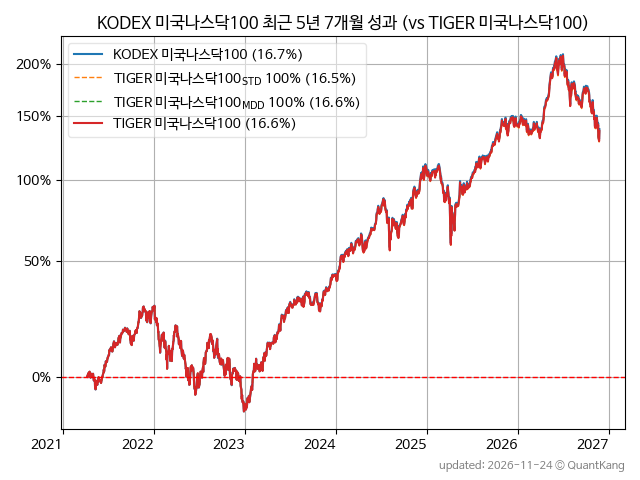 KODEX 미국나스닥100 최근 5년 7개월 성과 (vs TIGER 미국나스닥100)
KODEX 미국나스닥100 (16.7%)
TIGER 미국나스닥100STD 100% (16.5%)
TIGER 미국나스닥100MDD 100% (16.6%)
TIGER 미국나스닥100 (16.6%)
200%
150%
100%
50%
0%
2021 2022 2023 2024 2025 2026 2027
updated: 2026-11-24 © QuantKang